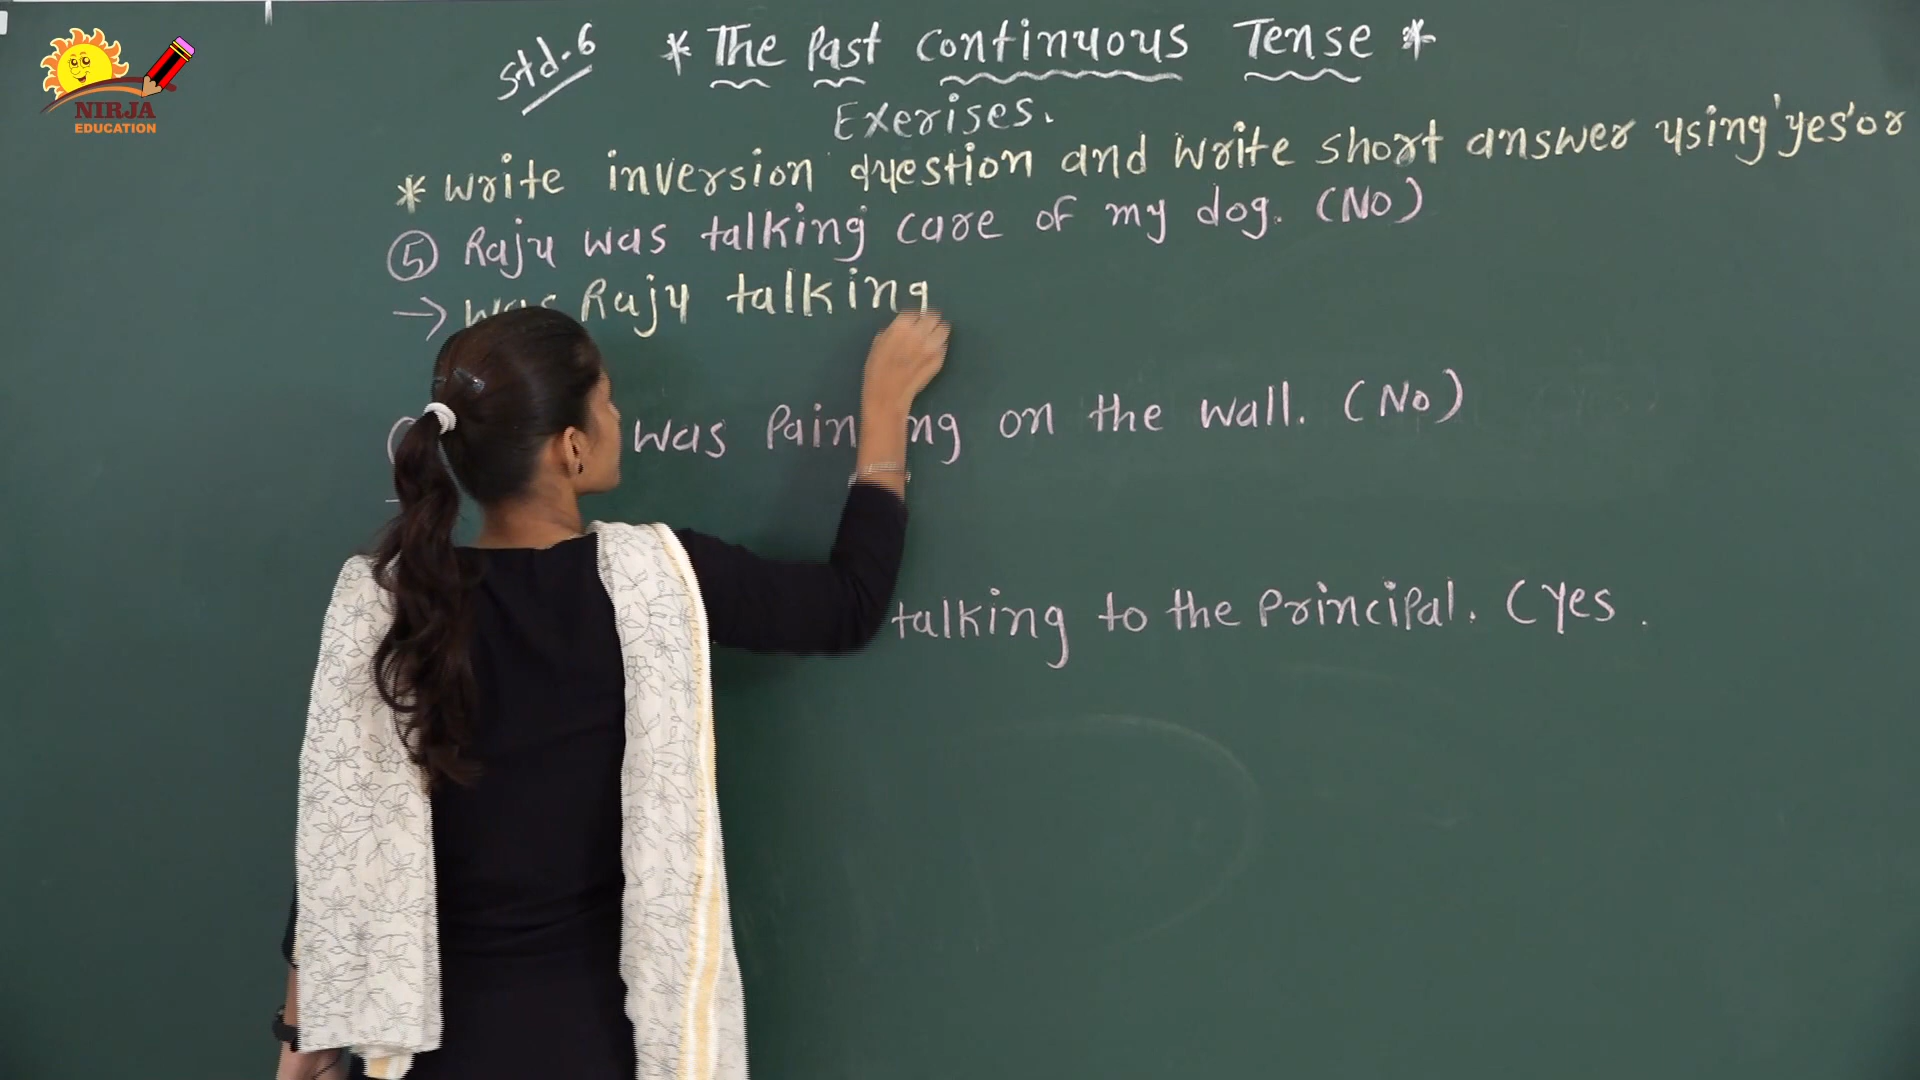 NIRJA
EDUCATION
Std-6
* The Past Continuous Tense *
Exerises.
* Write inversion question and write short answer using 'yes' or
⑤ Raju was talking care of my dog. (No)
→ Was Raju talking
was Painting on the wall. (No)
talking to the Principal. (Yes.